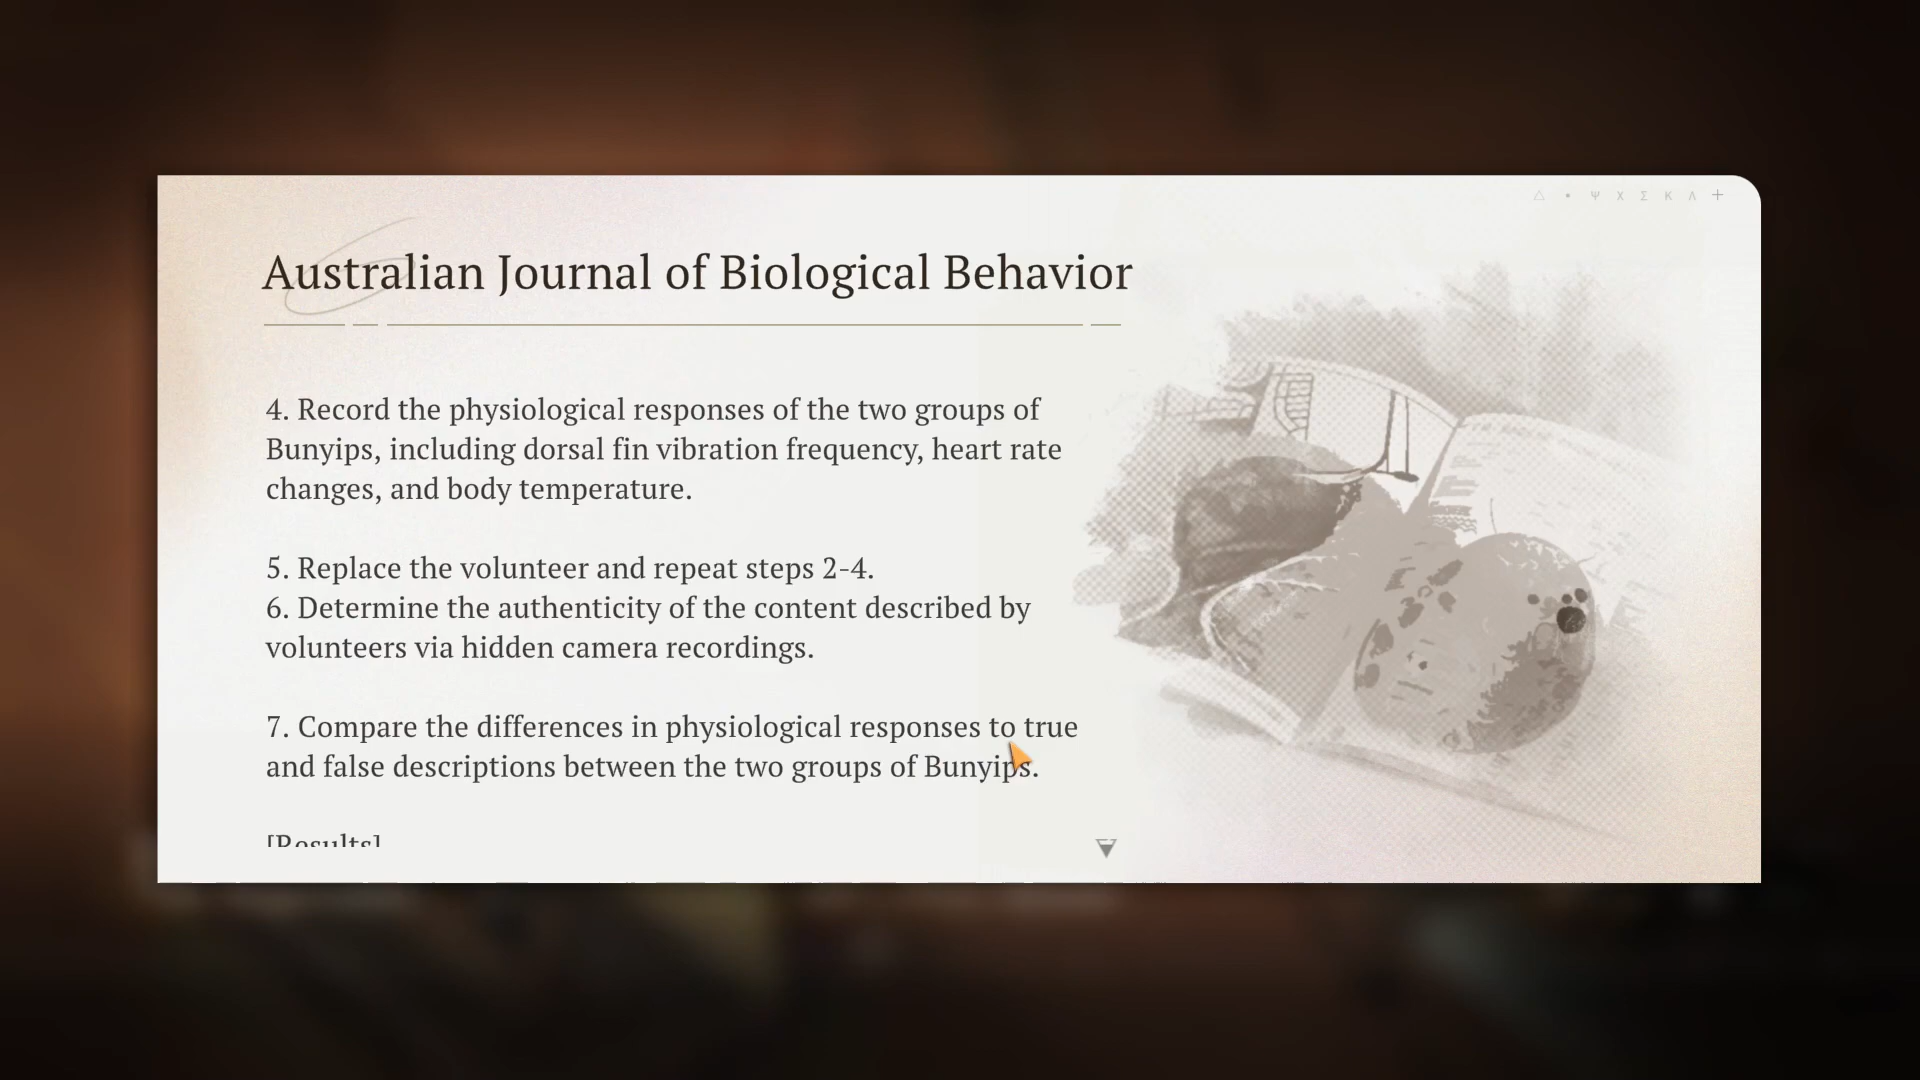 △ • Ψ Χ Σ Κ Λ +
Australian Journal of Biological Behavior
4. Record the physiological responses of the two groups of
Bunyips, including dorsal fin vibration frequency, heart rate
changes, and body temperature.
5. Replace the volunteer and repeat steps 2-4.
6. Determine the authenticity of the content described by
volunteers via hidden camera recordings.
7. Compare the differences in physiological responses to true
and false descriptions between the two groups of Bunyips.
[Results]